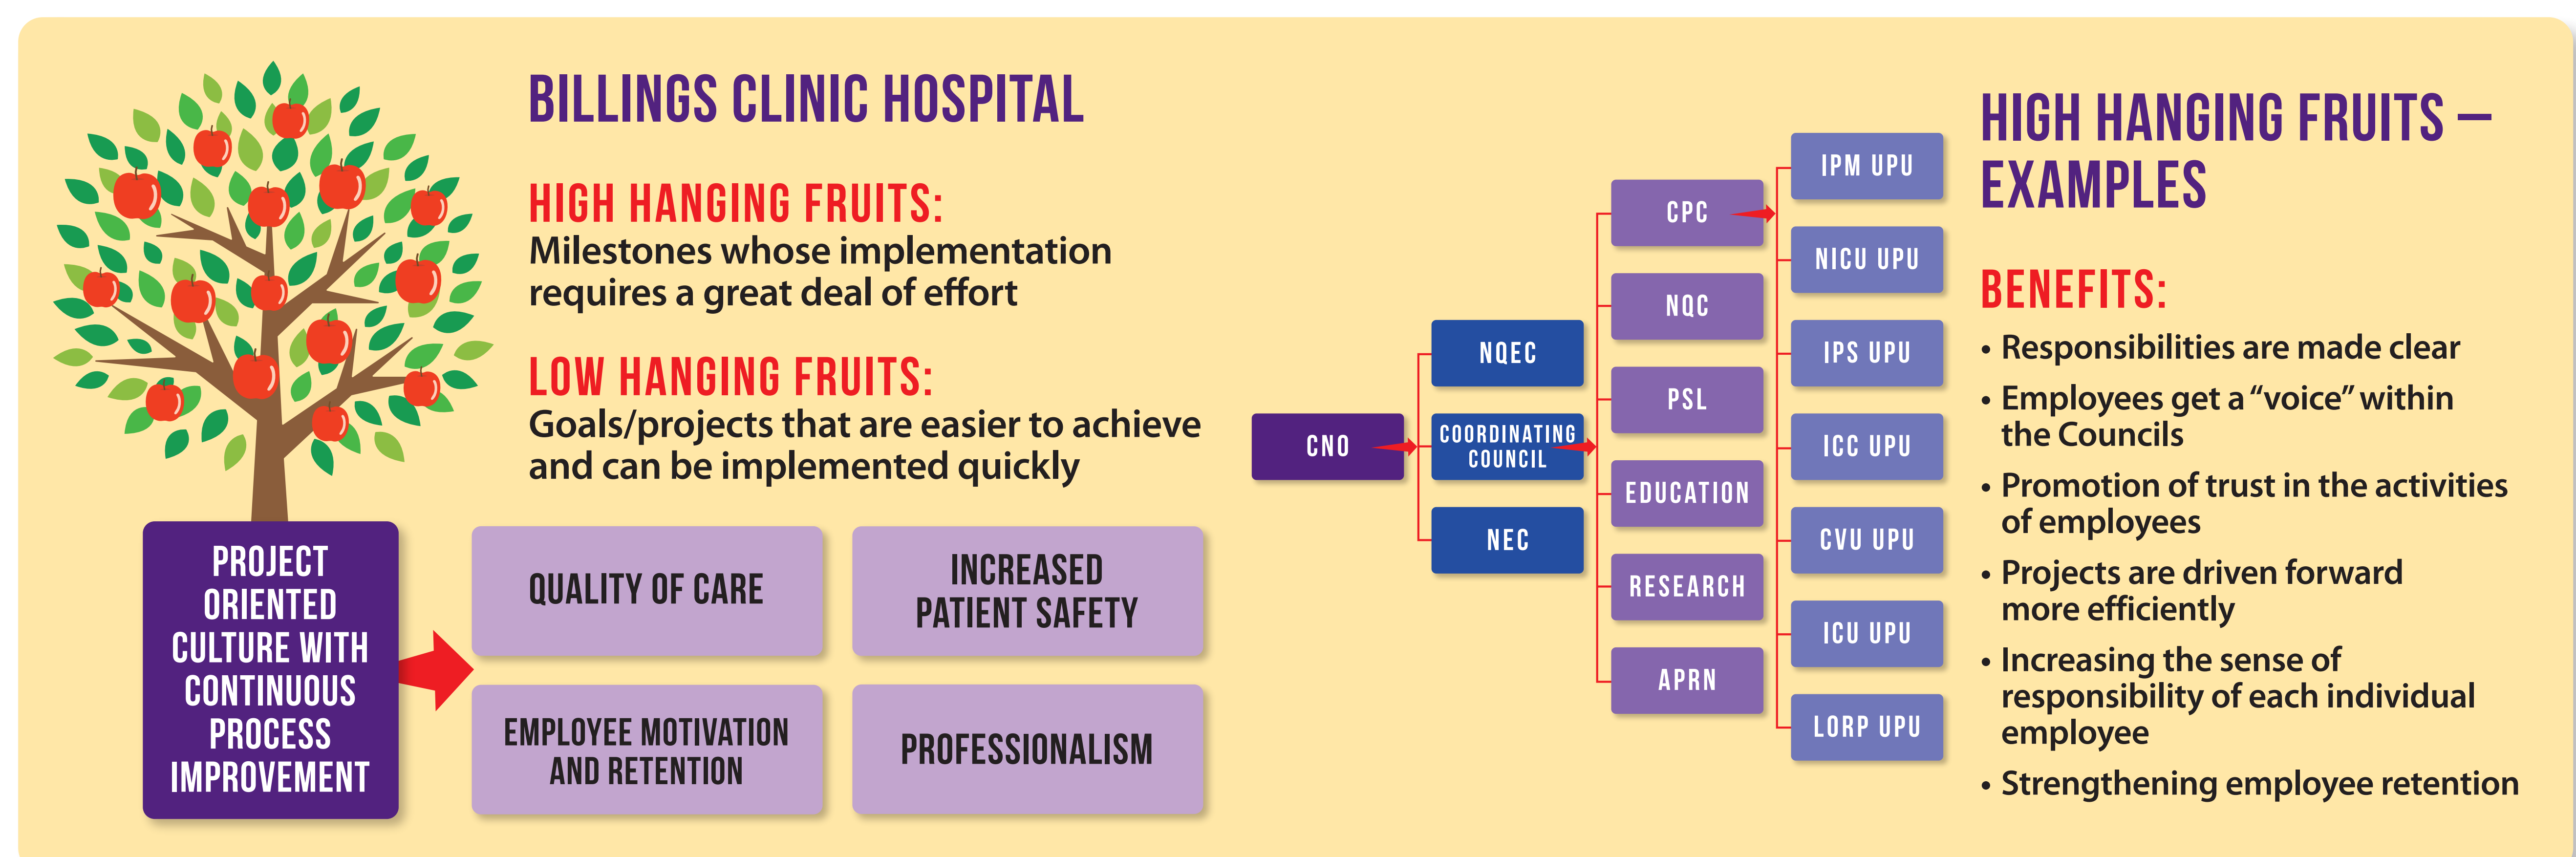 BILLINGS CLINIC HOSPITAL
HIGH HANGING FRUITS:
Milestones whose implementation
requires a great deal of effort
LOW HANGING FRUITS:
Goals/projects that are easier to achieve
and can be implemented quickly
PROJECT
ORIENTED
CULTURE WITH
CONTINUOUS
PROCESS
IMPROVEMENT
QUALITY OF CARE
INCREASED
PATIENT SAFETY
EMPLOYEE MOTIVATION
AND RETENTION
PROFESSIONALISM
CNO
NQEC
COORDINATING
COUNCIL
NEC
CPC
NQC
PSL
EDUCATION
RESEARCH
APRN
IPM UPU
NICU UPU
IPS UPU
ICC UPU
CVU UPU
ICU UPU
LORP UPU
HIGH HANGING FRUITS –
EXAMPLES
BENEFITS:
• Responsibilities are made clear
• Employees get a “voice” within
the Councils
• Promotion of trust in the activities
of employees
• Projects are driven forward
more efficiently
• Increasing the sense of
responsibility of each individual
employee
• Strengthening employee retention